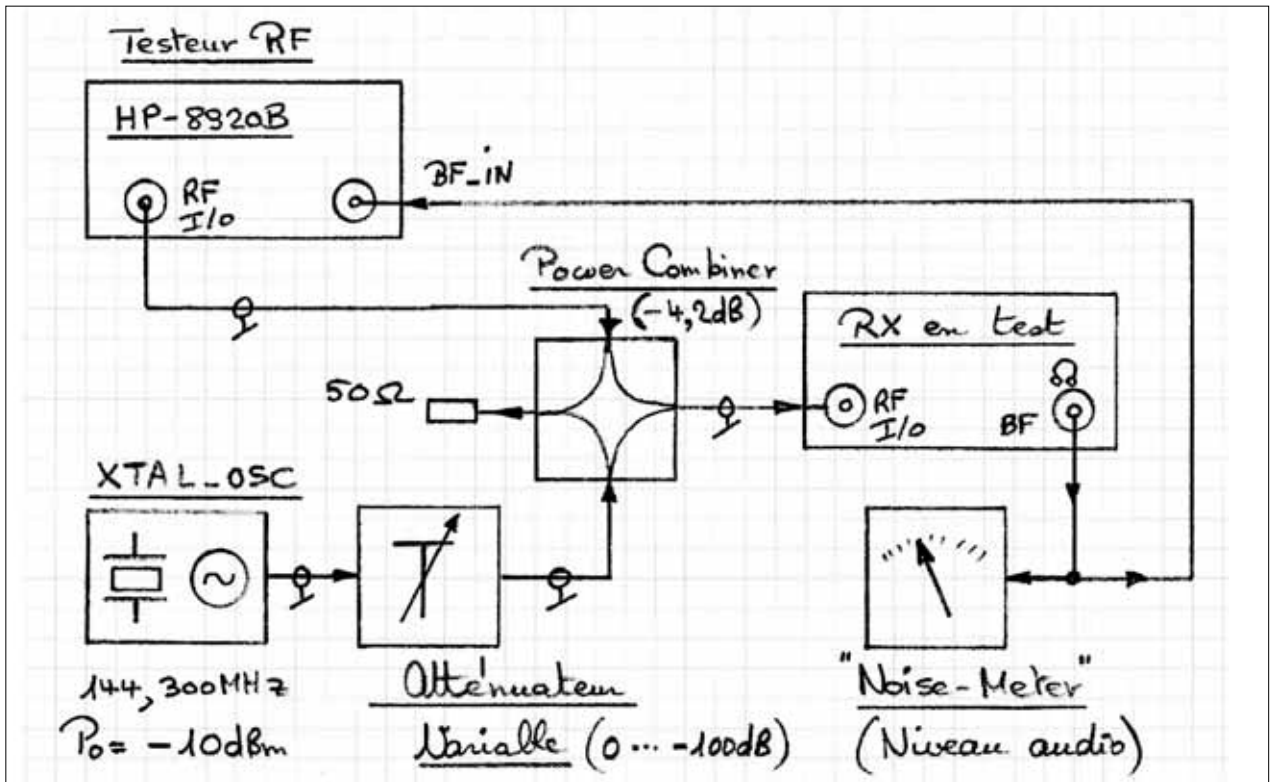 Testeur RF
HP-8920B
RF
I/O
BF_iN
Power Combiner
(-4,2dB)
RX en test
50Ω
RF
I/O
BF
XTAL_OSC
144,300MHz
Po = -10dBm
Atténuateur
Variable (0 ... -100dB)
"Noise-Meter"
(Niveau audio)